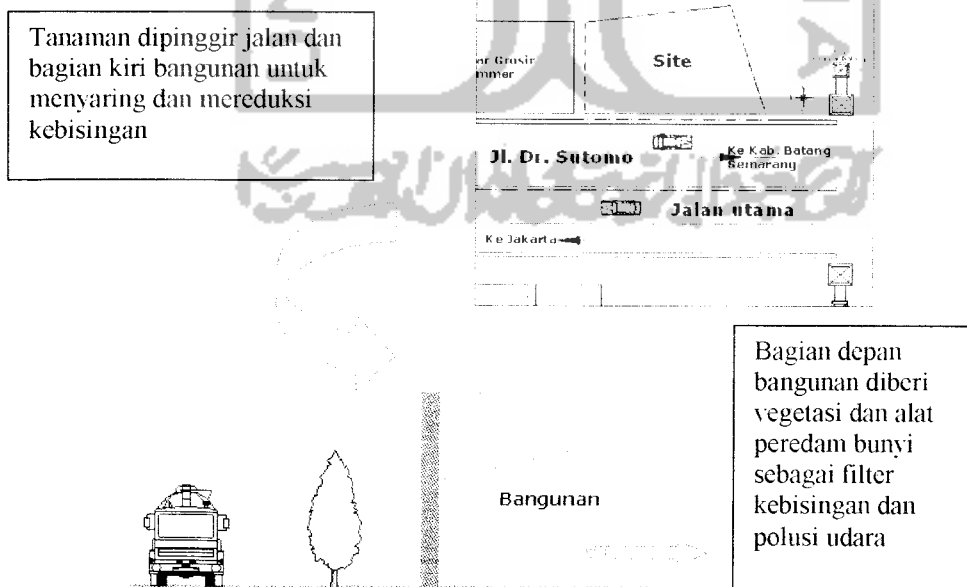 Tanaman dipinggir jalan dan
bagian kiri bangunan untuk
menyaring dan mereduksi
kebisingan
Grosir
Site
Jl. Dr. Sutomo
Ke Kab. Batang
Semarang
Jalan utama
Ke Jakarta
Bangunan
Bagian depan
bangunan diberi
vegetasi dan alat
peredam bunyi
sebagai filter
kebisingan dan
polusi udara